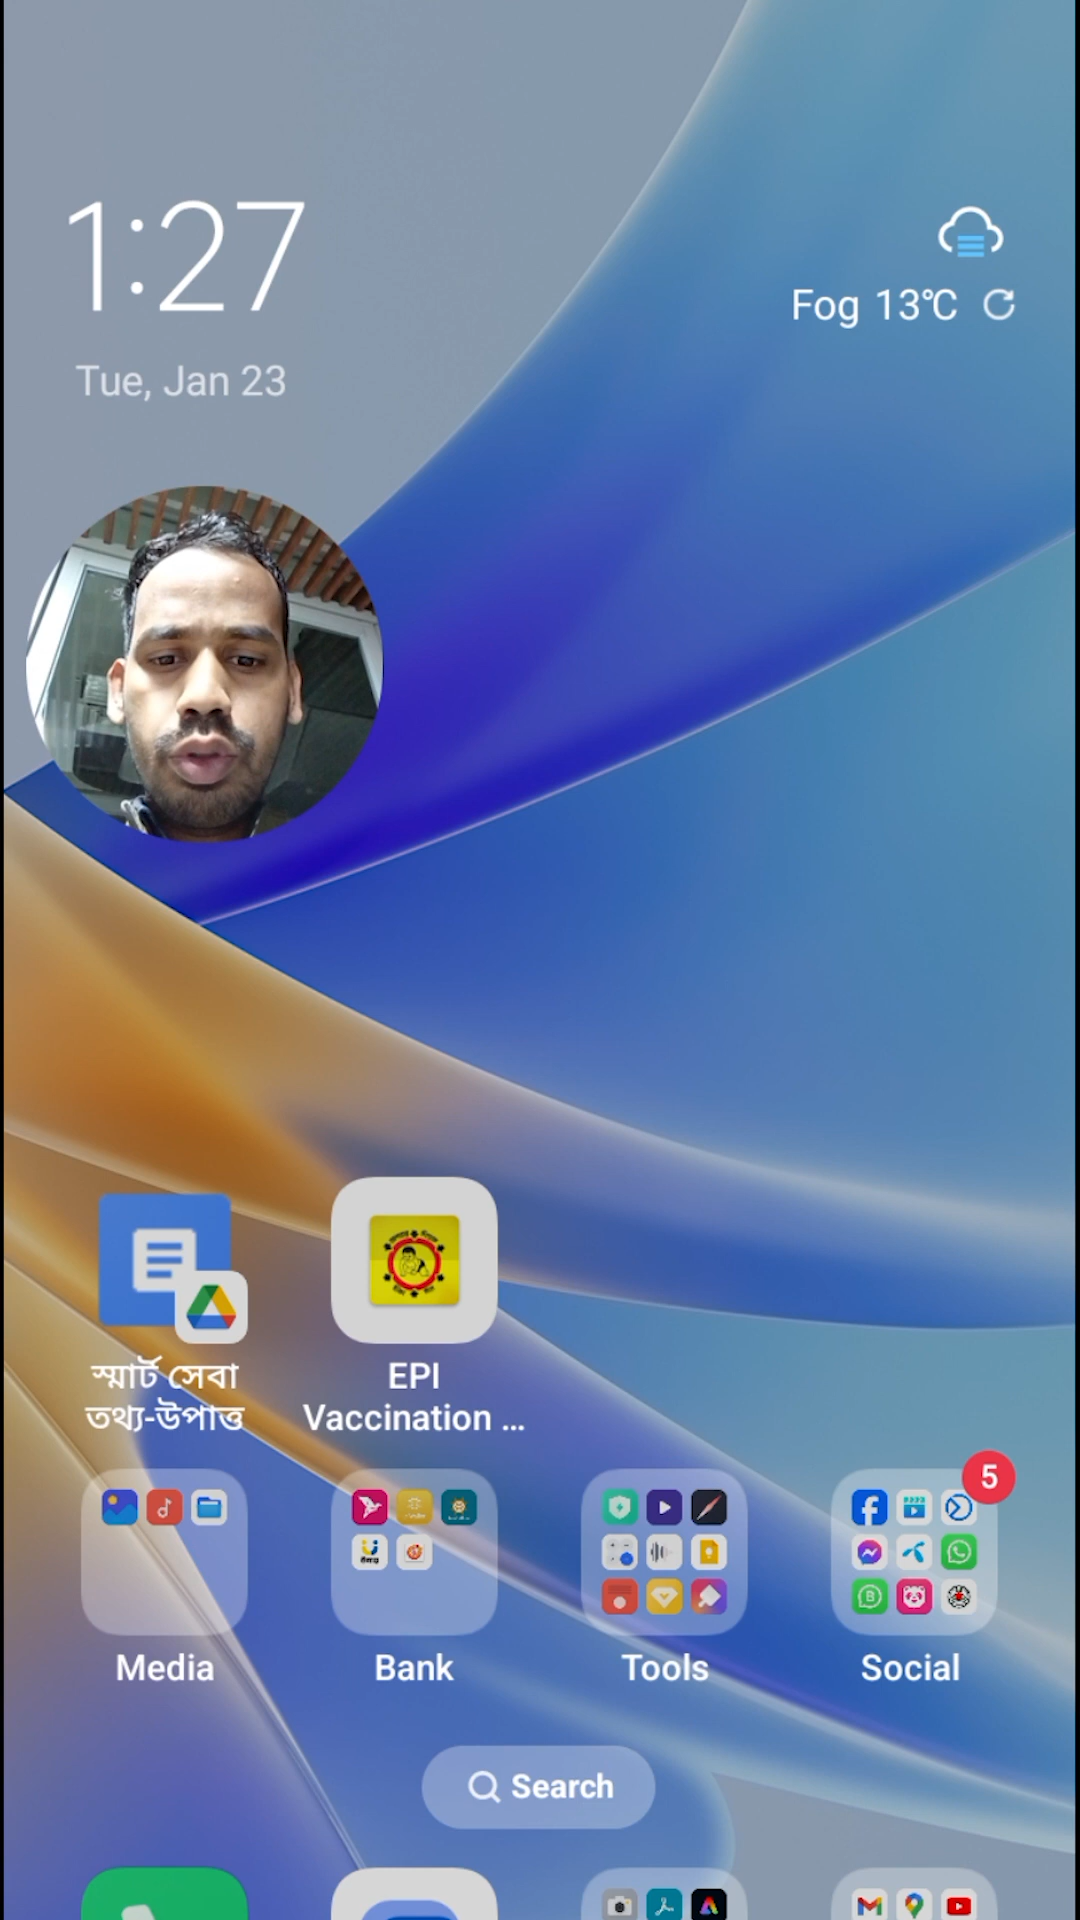 1:27
Fog 13℃
Tue, Jan 23
স্মার্ট সেবা
তথ্য-উপাত্ত
EPI
Vaccination ...
5
Media
Bank
Tools
Social
Search